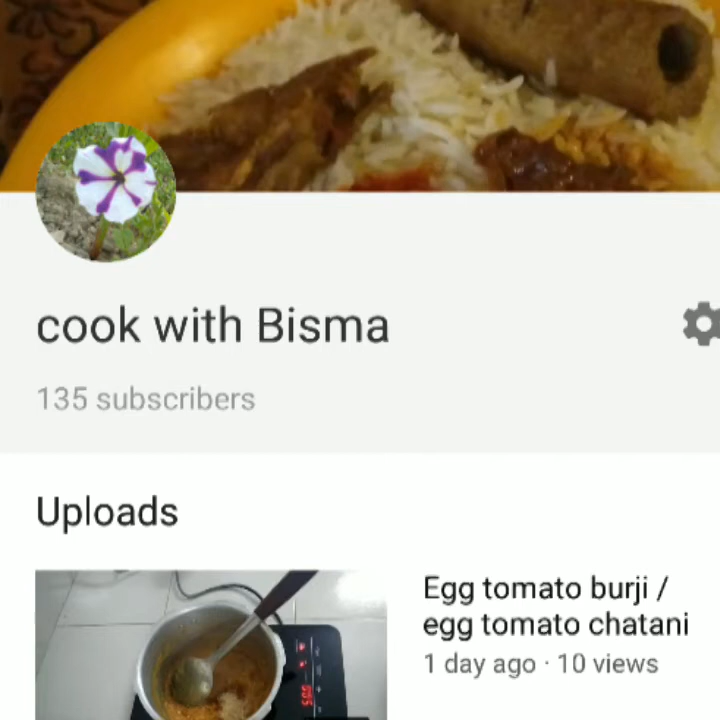 cook with Bisma
135 subscribers
Uploads
Egg tomato burji /
egg tomato chatani
1 day ago · 10 views